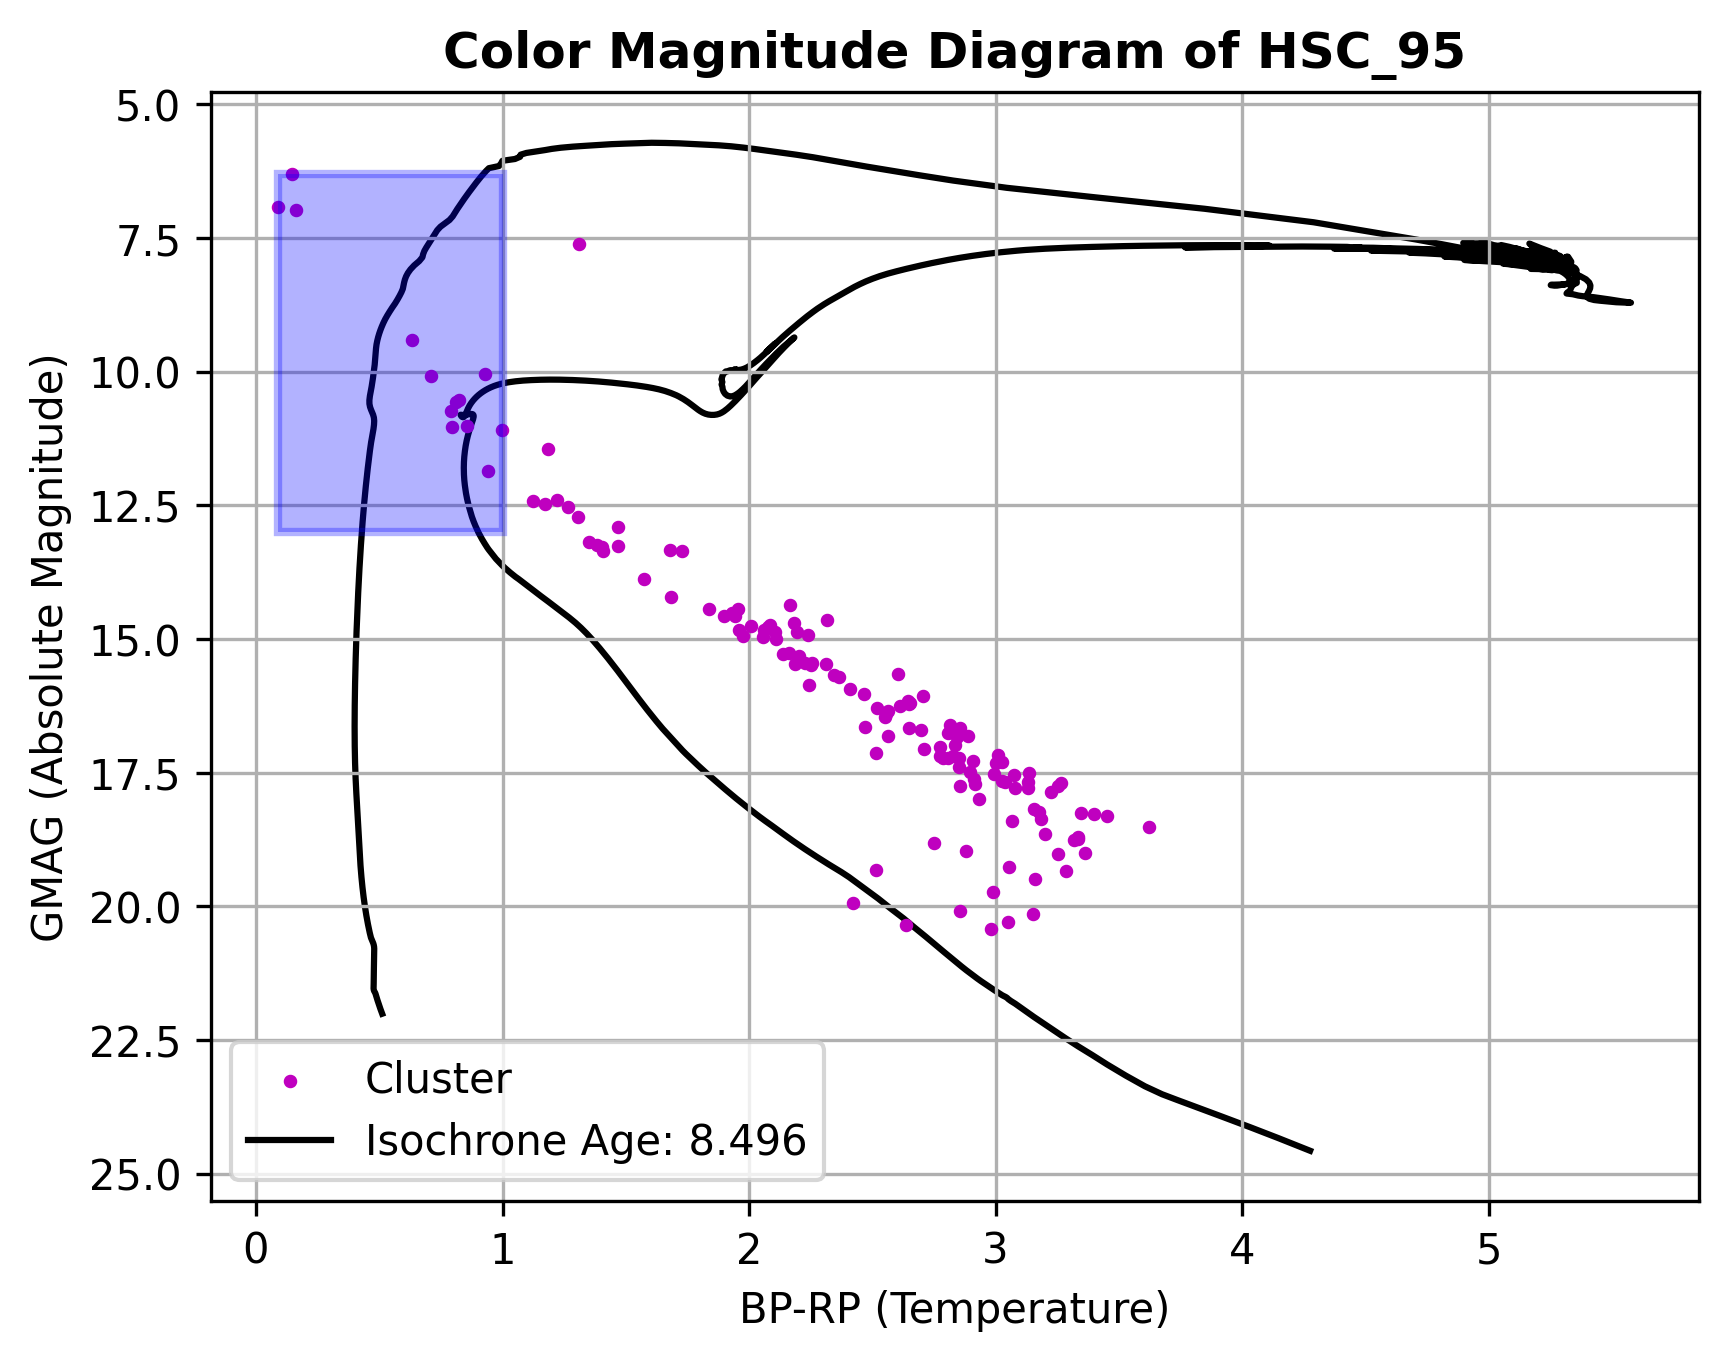 Color Magnitude Diagram of HSC_95
GMAG (Absolute Magnitude)
5.0
7.5
10.0
12.5
15.0
17.5
20.0
22.5
25.0
Cluster
Isochrone Age: 8.496
0 1 2 3 4 5
BP-RP (Temperature)